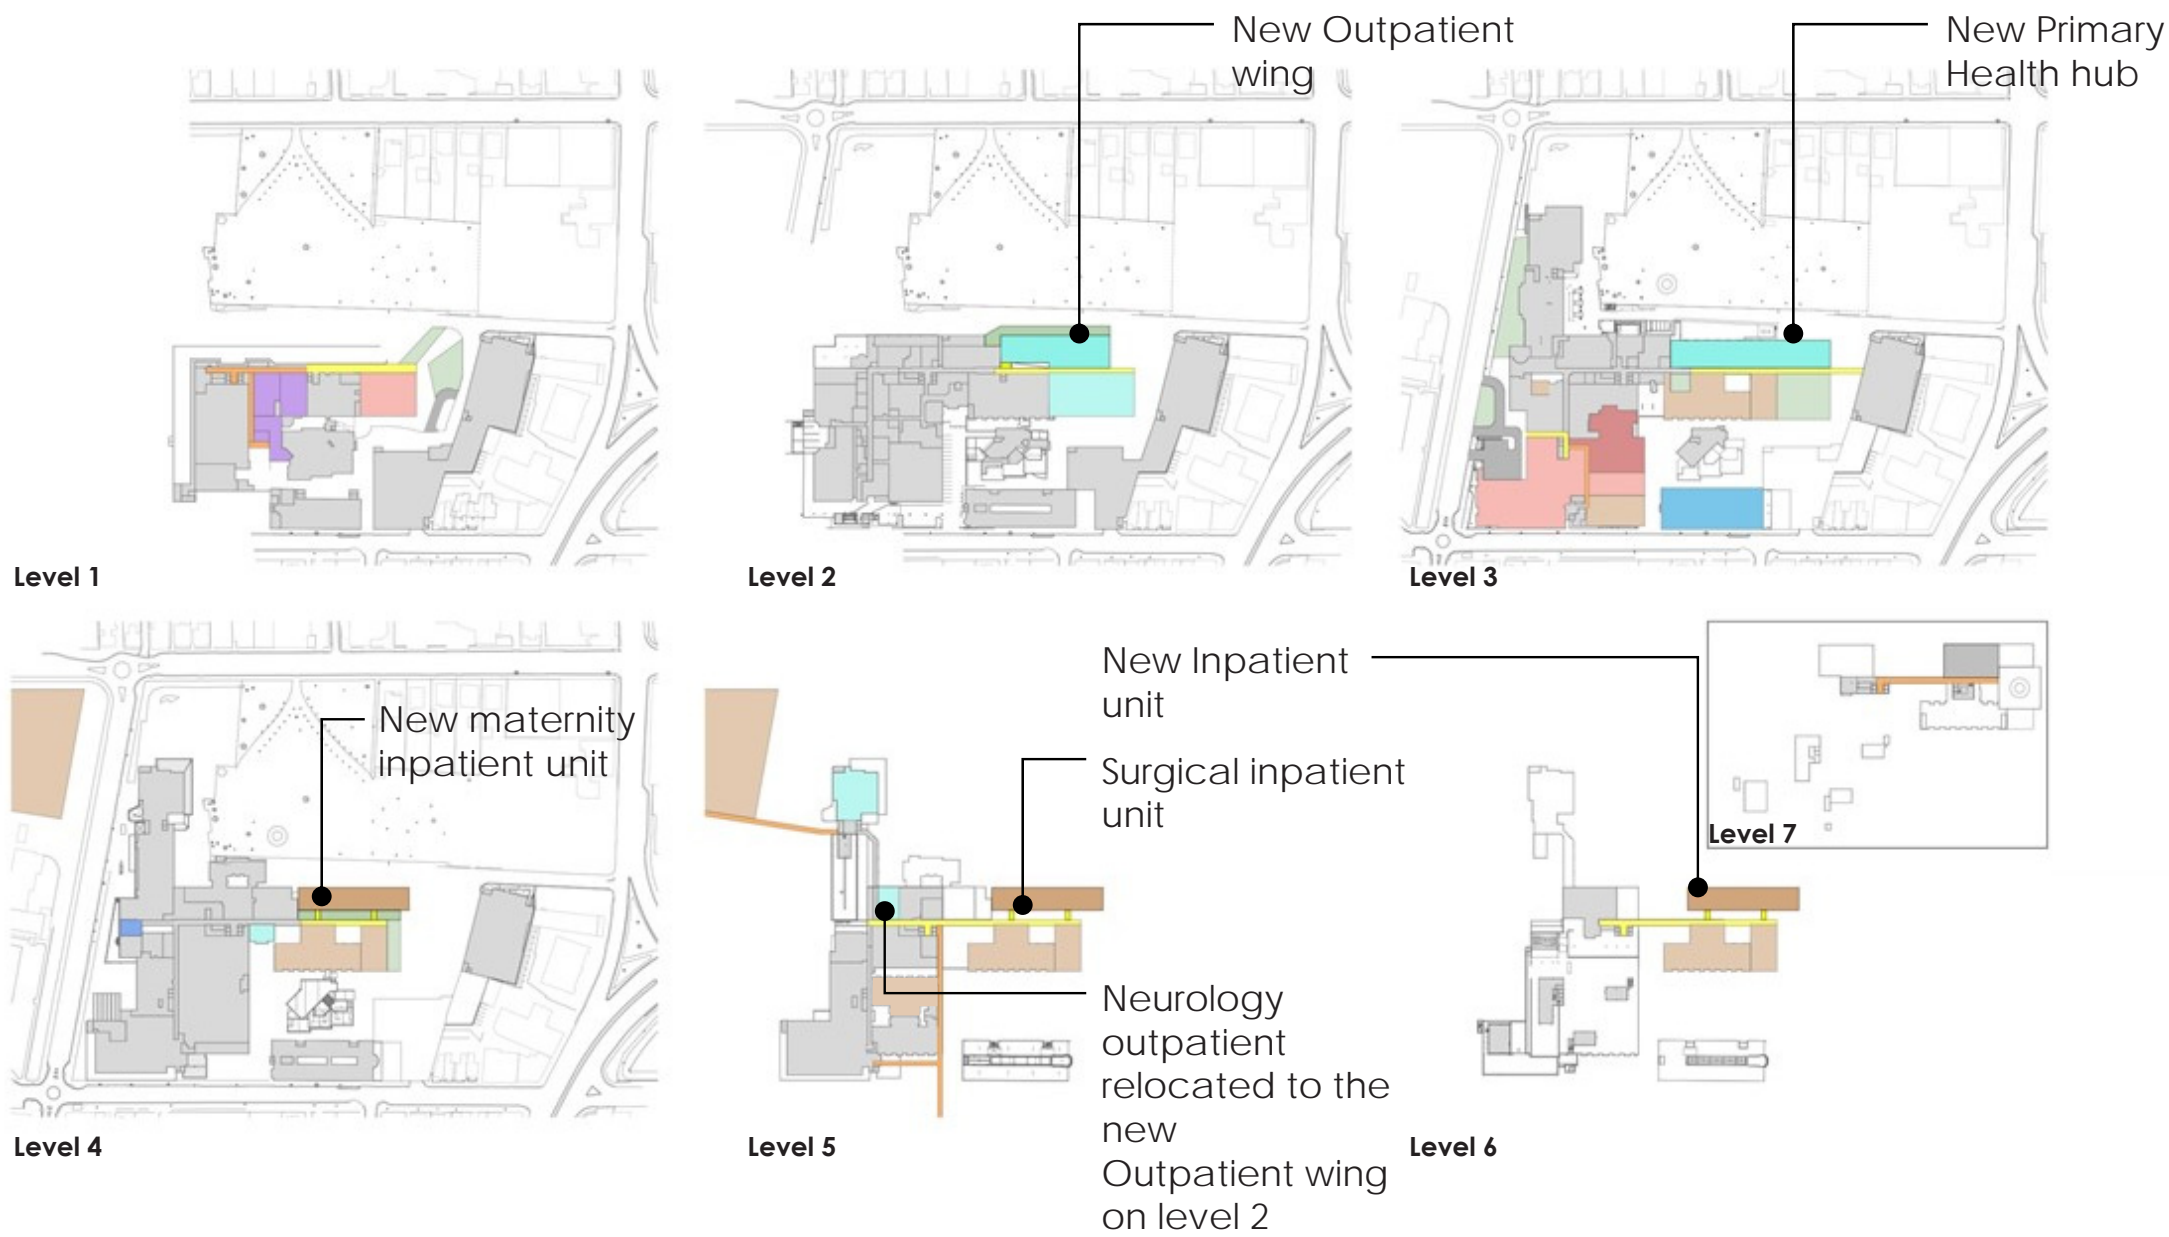 New Outpatient
wing
New Primary
Health hub
Level 1
Level 2
Level 3
New maternity
inpatient unit
New Inpatient
unit
Surgical inpatient
unit
Level 7
Neurology
outpatient
relocated to the
new
Outpatient wing
on level 2
Level 4
Level 5
Level 6